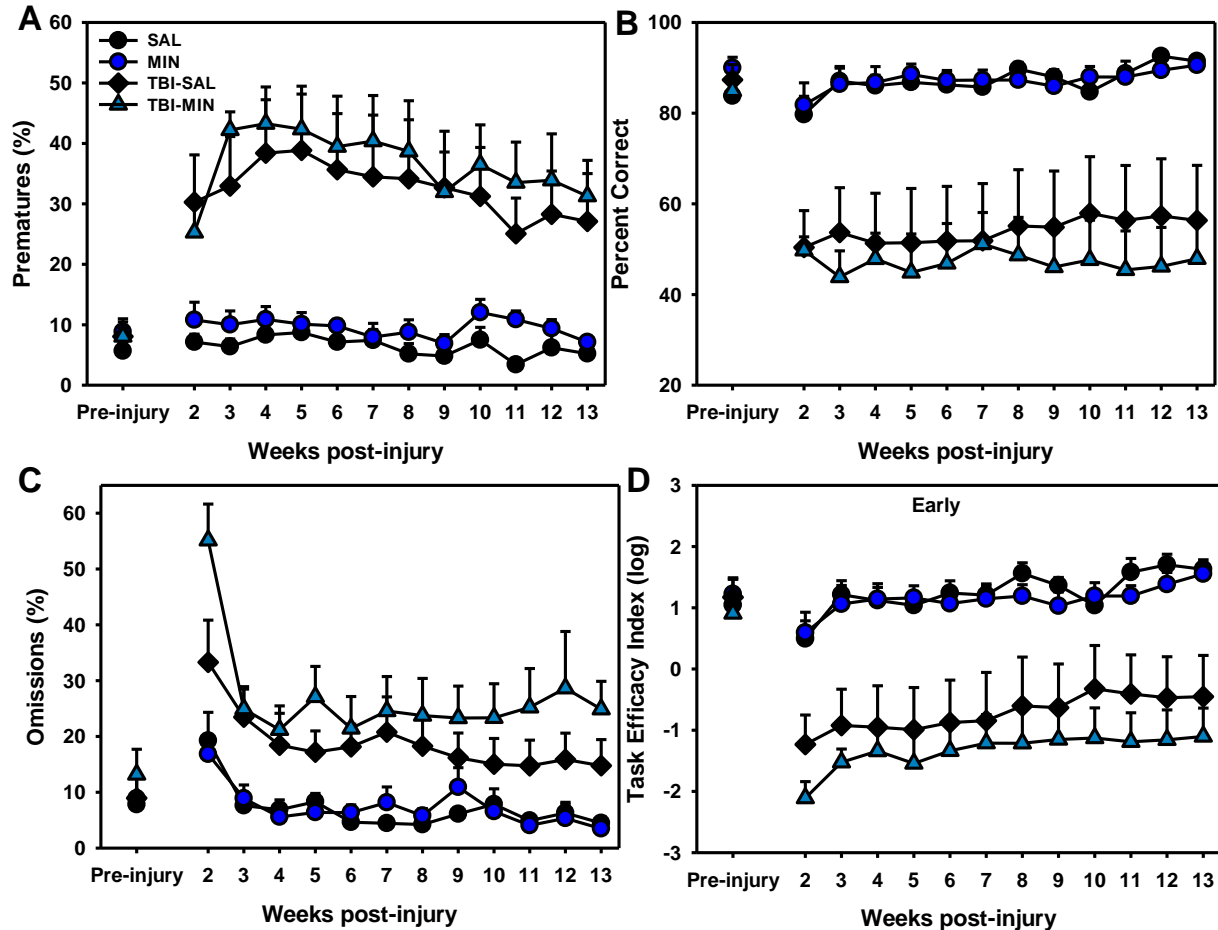 A
Prematures (%)
60
50
40
30
20
10
0
SAL
MIN
TBI-SAL
TBI-MIN
Pre-injury 2 3 4 5 6 7 8 9 10 11 12 13
Weeks post-injury
B
Percent Correct
100
80
60
40
20
Pre-injury 2 3 4 5 6 7 8 9 10 11 12 13
Weeks post-injury
C
Omissions (%)
60
50
40
30
20
10
0
Pre-injury 2 3 4 5 6 7 8 9 10 11 12 13
Weeks post-injury
D
Early
Task Efficacy Index (log)
3
2
1
0
-1
-2
-3
Pre-injury 2 3 4 5 6 7 8 9 10 11 12 13
Weeks post-injury